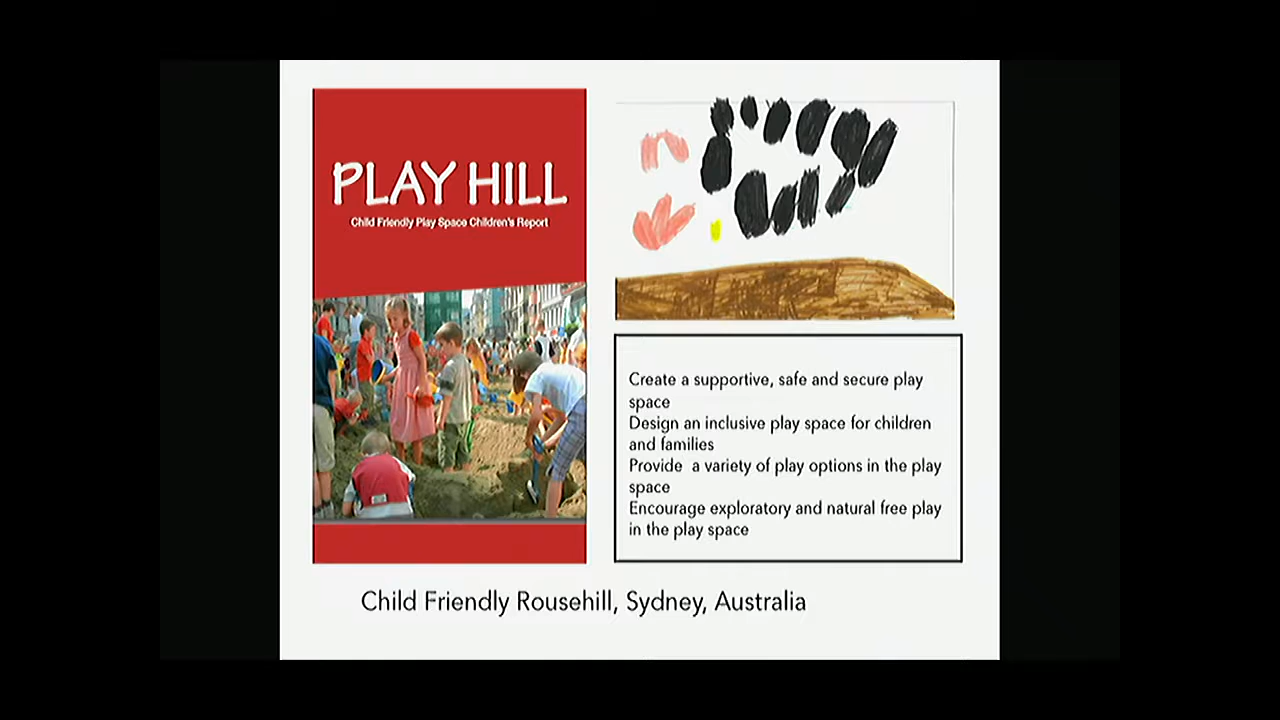 PLAY HILL
Child Friendly Play Space Children's Report
Create a supportive, safe and secure play
space
Design an inclusive play space for children
and families
Provide a variety of play options in the play
space
Encourage exploratory and natural free play
in the play space
Child Friendly Rousehill, Sydney, Australia